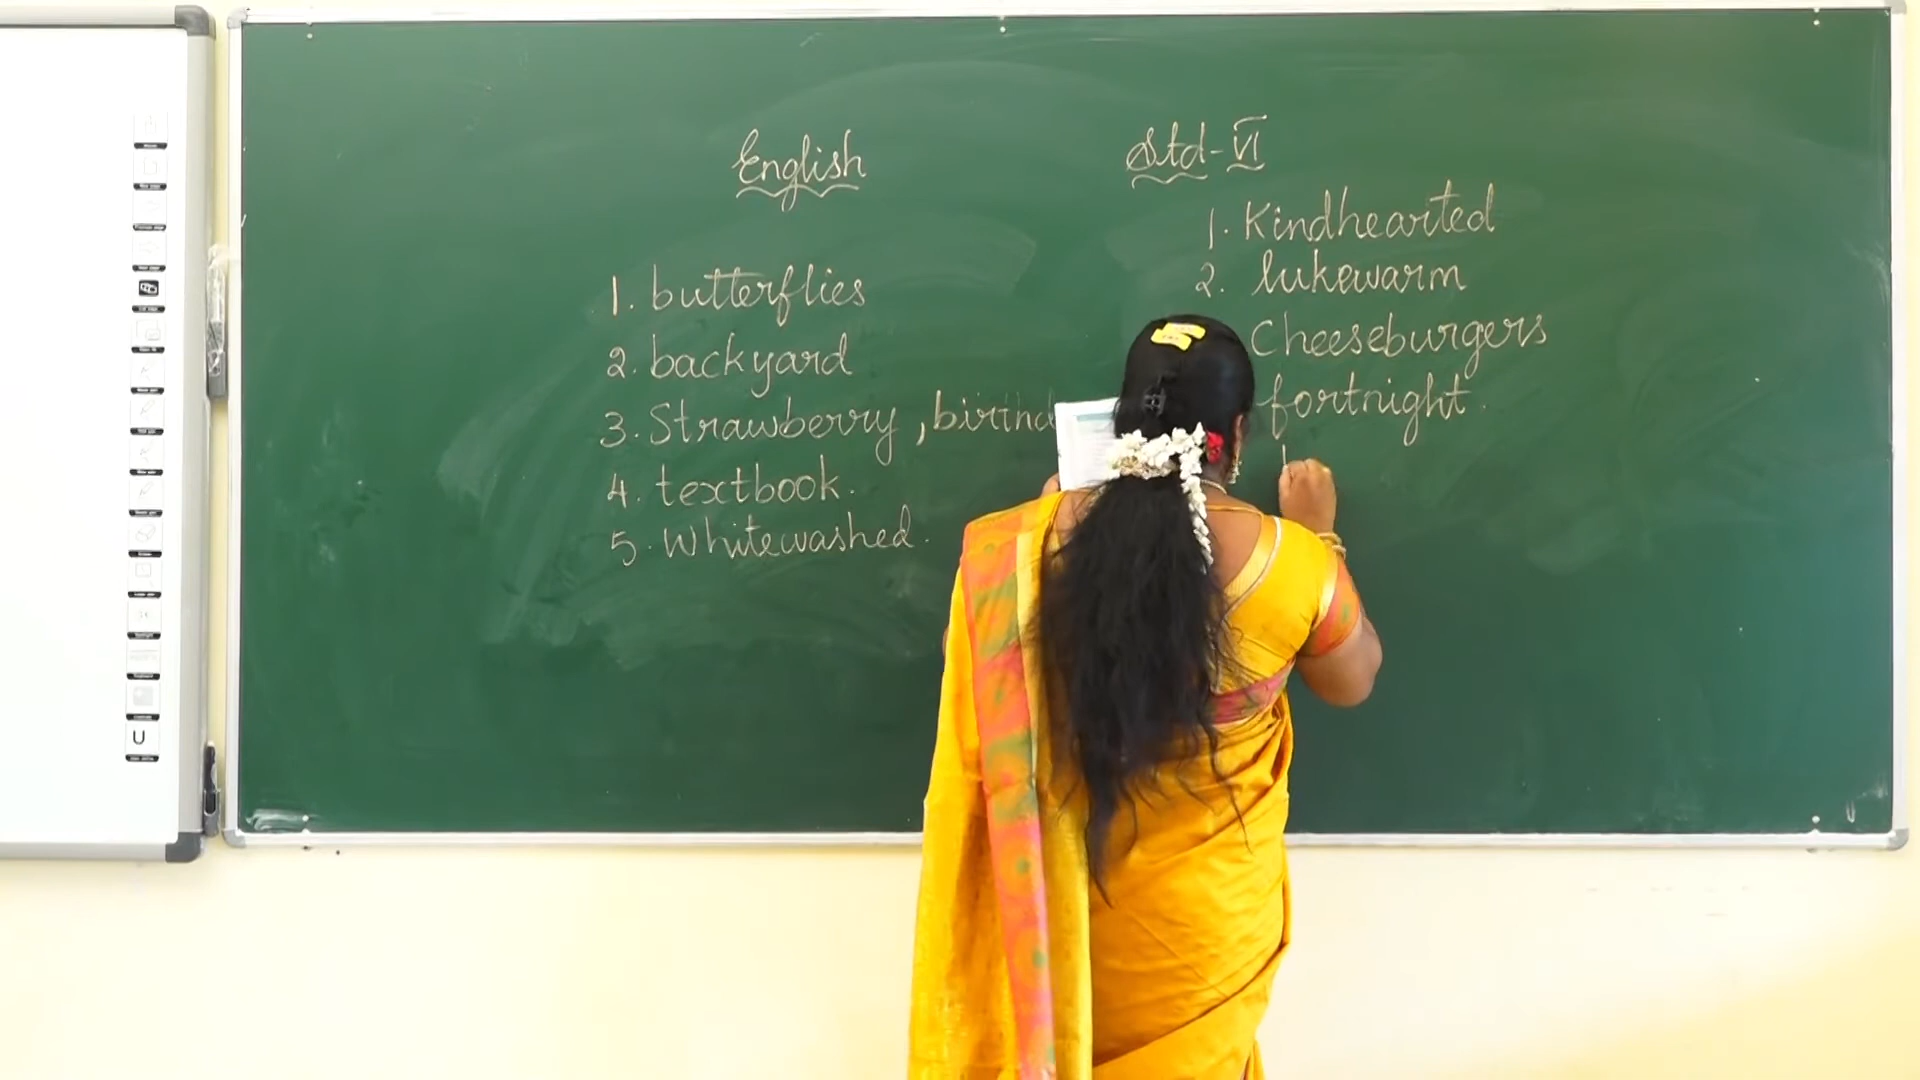 English
Std-VI
1. butterflies
2. backyard
3. Strawberry,
4. textbook.
5. Whitewashed.
1. Kindhearted
2. lukewarm
Cheeseburgers
fortnight.
U